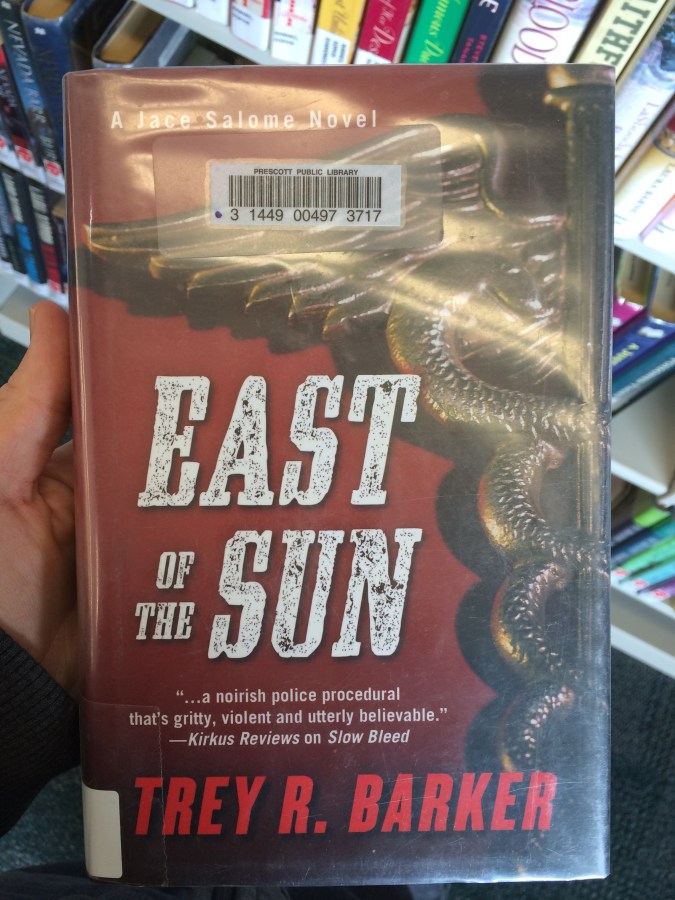 A Jace Salome Novel
PRESCOTT PUBLIC LIBRARY
3 1449 00497 3717
EAST
OF
THE
SUN
"...a noirish police procedural
that's gritty, violent and utterly believable."
—Kirkus Reviews on Slow Bleed
TREY R. BARKER